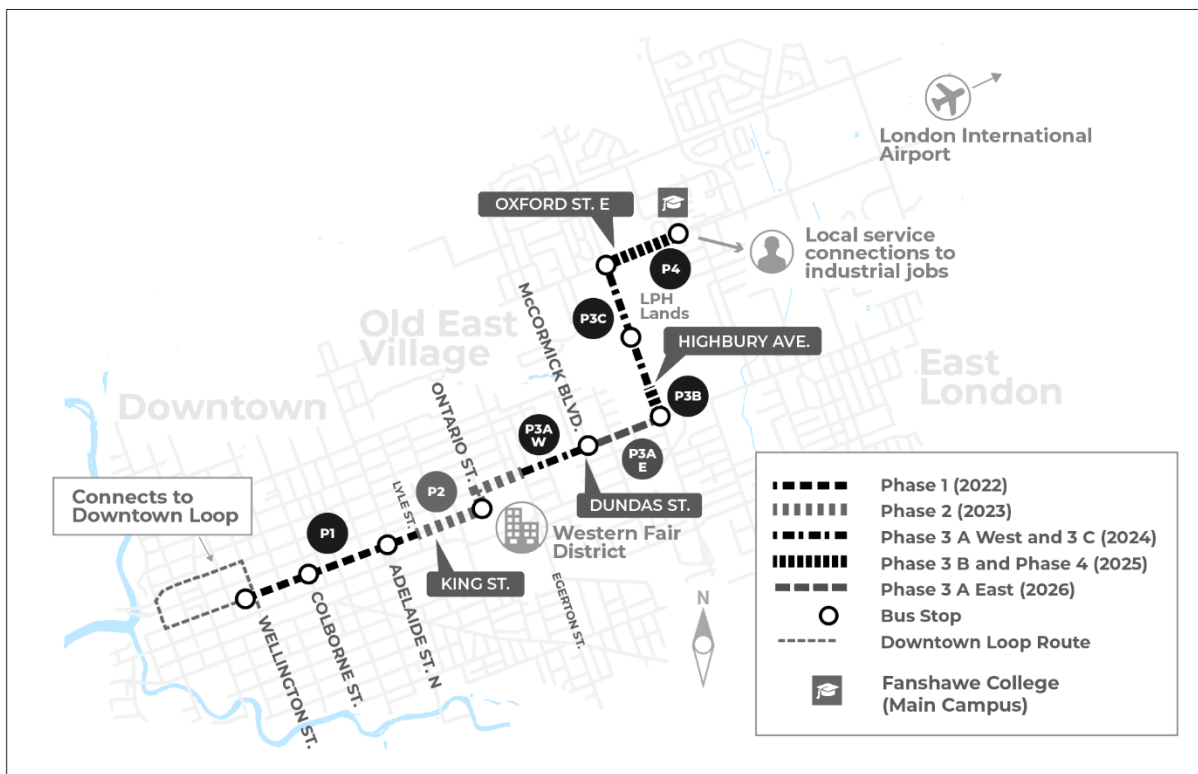 London International
Airport
OXFORD ST. E
Local service
connections to
industrial jobs
P4
McCORMICK BLVD.
LPH
Lands
P3C
Old East
Village
HIGHBURY AVE.
East
London
Downtown
ONTARIO ST.
P3B
P3A
W
P3A
E
P2
LYLE ST.
DUNDAS ST.
Connects to
Downtown Loop
P1
Western Fair
District
KING ST.
EGERTON ST.
WELLINGTON ST.
COLBORNE ST.
ADELAIDE ST. N
N
Phase 1 (2022)
Phase 2 (2023)
Phase 3 A West and 3 C (2024)
Phase 3 B and Phase 4 (2025)
Phase 3 A East (2026)
Bus Stop
Downtown Loop Route
Fanshawe College
(Main Campus)